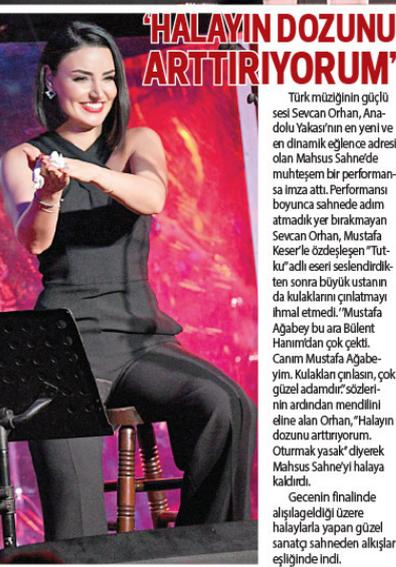 'HALAYIN DOZUNU
ARTTIRIYORUM'
Türk müziğinin güçlü
sesi Sevcan Orhan, Ana-
dolu Yakası'nın en yeni ve
en dinamik eğlence adresi
olan Mahsus Sahne'de
muhteşem bir performan-
sa imza attı. Performansı
boyunca sahnede adım
atmadık yer bırakmayan
Sevcan Orhan, Mustafa
Keser'le özdeşleşen "Tut-
ku" adlı eseri seslendirdik-
ten sonra büyük ustanın
da kulaklarını çınlatmayı
ihmal etmedi. "Mustafa
Ağabey bu ara Bülent
Hanım'dan çok çekti.
Canım Mustafa Ağabe-
yim. Kulakları çınlasın, çok
güzel adamdır." sözleri-
nin ardından mendilini
eline alan Orhan, "Halayın
dozunu arttırıyorum.
Oturmak yasak" diyerek
Mahsus Sahne'yi halaya
kaldırdı.
Gecenin finalinde
alışılageldiği üzere
halaylarla yapan güzel
sanatçı sahneden alkışlar
eşliğinde indi.